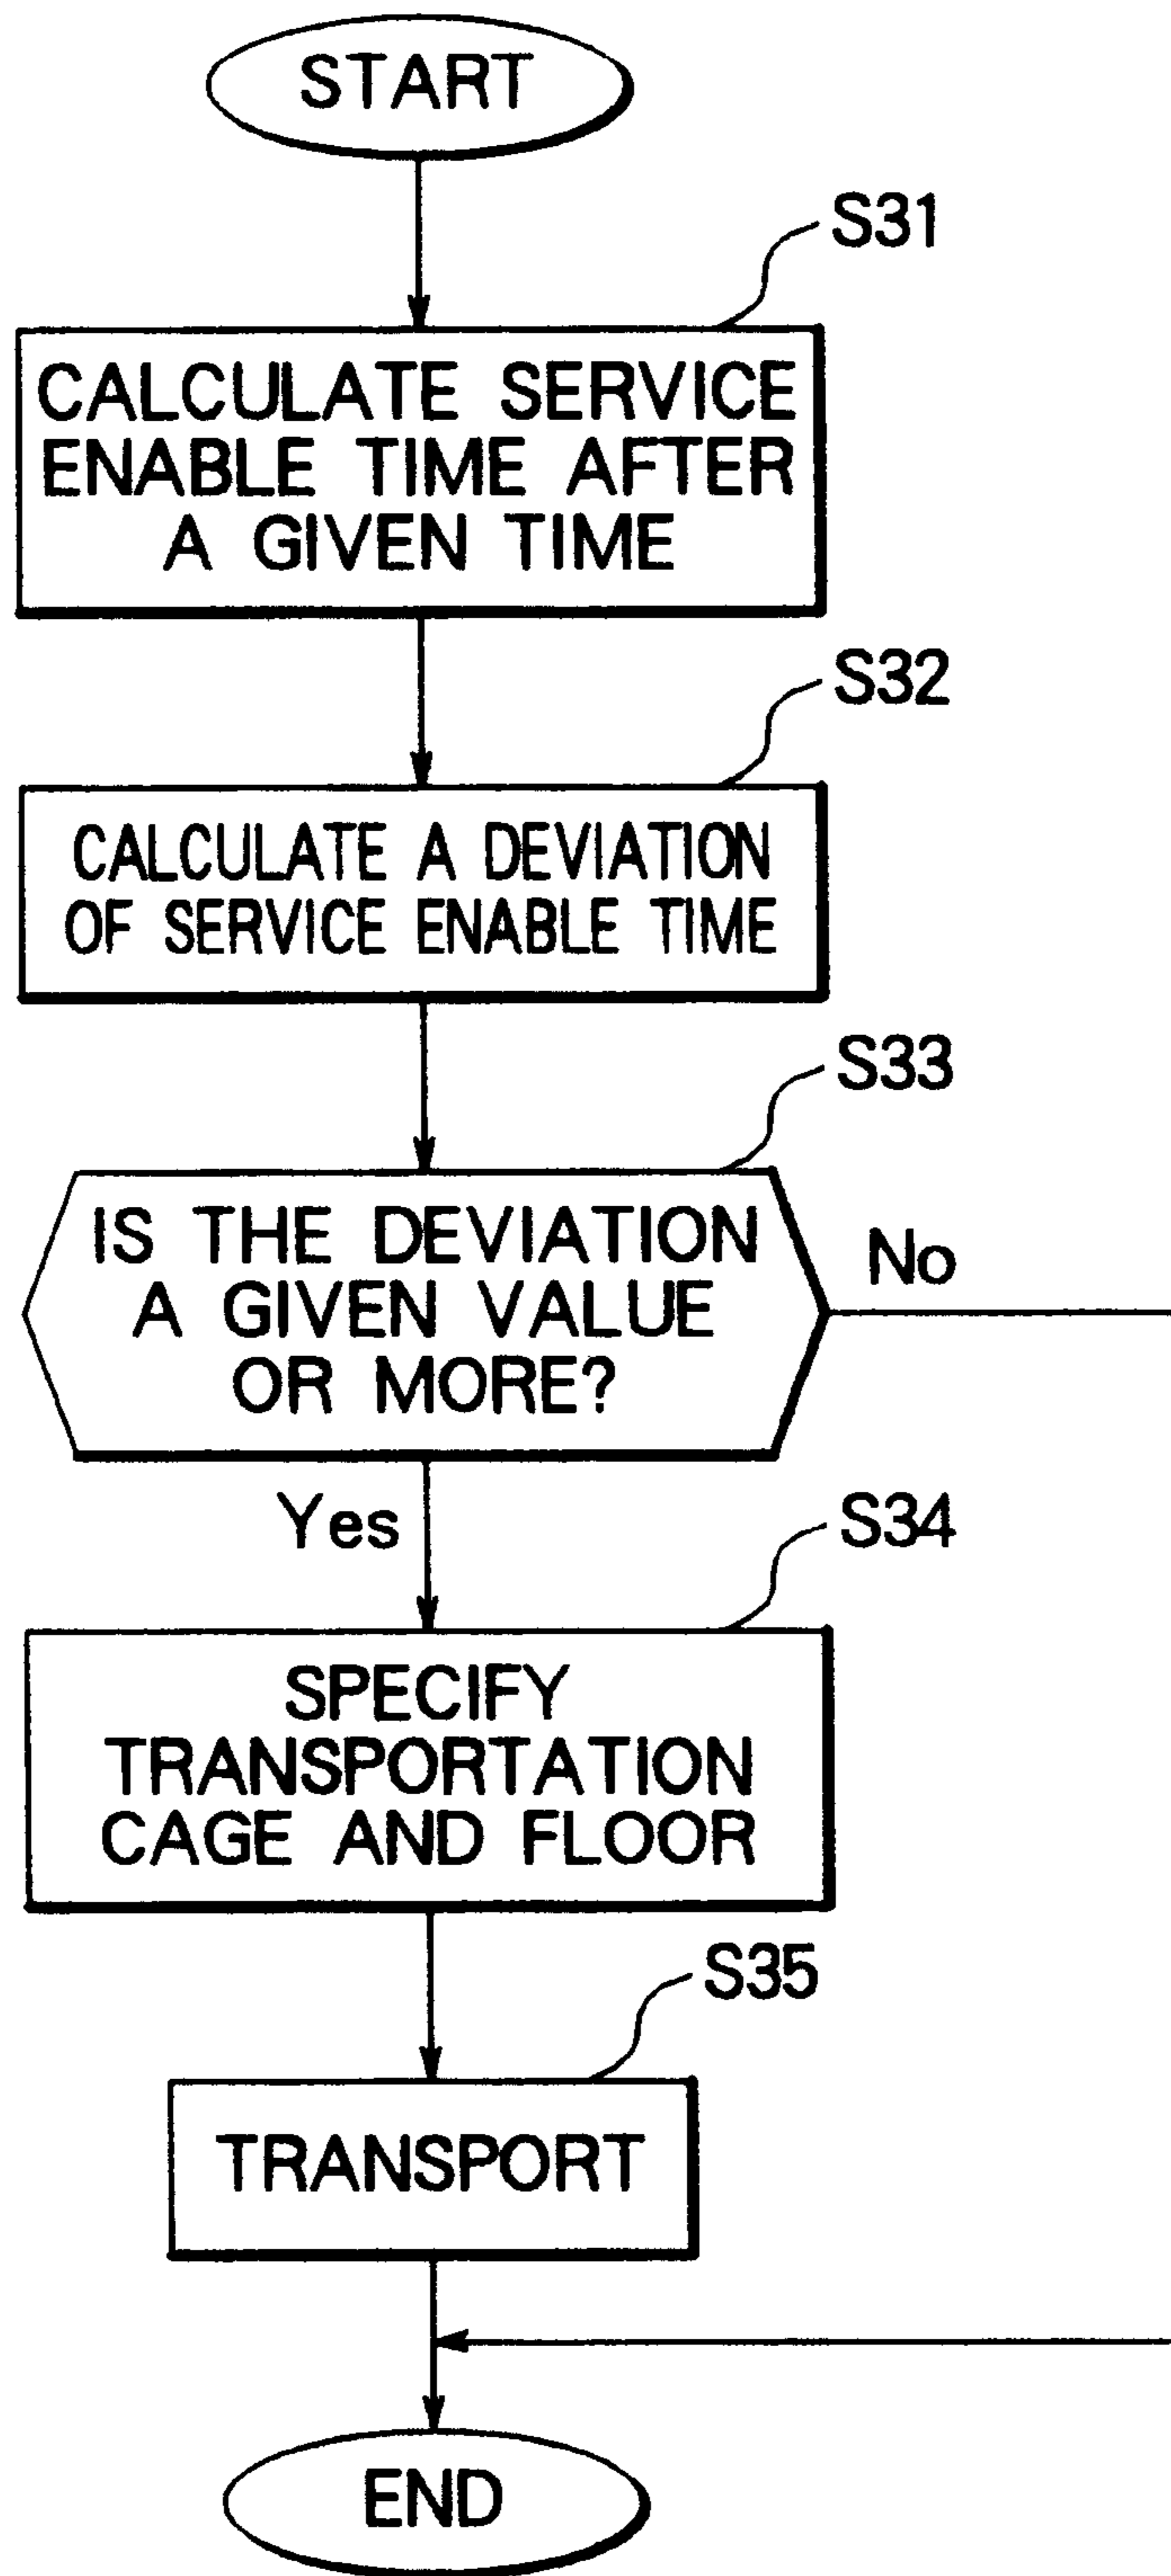 START
S31
CALCULATE SERVICE
ENABLE TIME AFTER
A GIVEN TIME
S32
CALCULATE A DEVIATION
OF SERVICE ENABLE TIME
S33
IS THE DEVIATION
A GIVEN VALUE
OR MORE?
No
Yes
S34
SPECIFY
TRANSPORTATION
CAGE AND FLOOR
S35
TRANSPORT
END